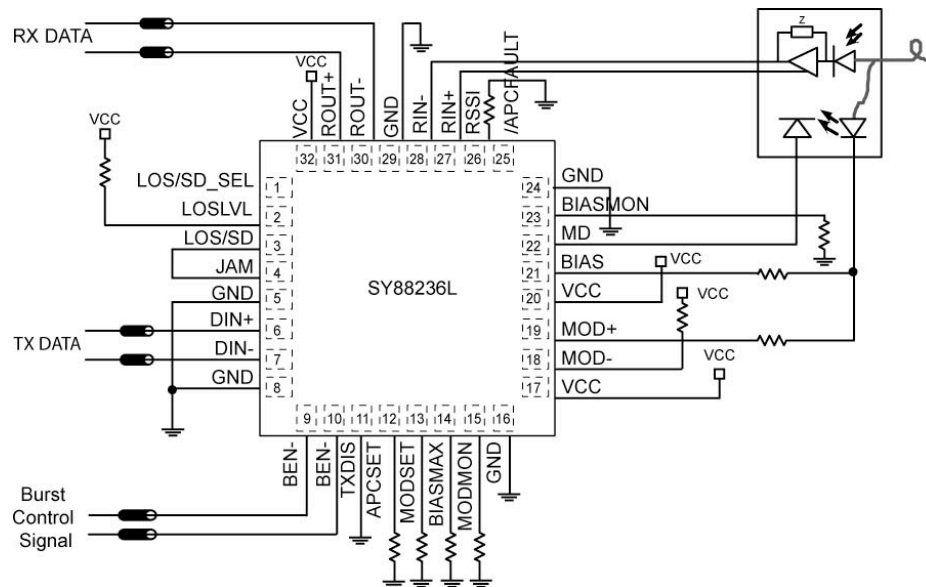 RX DATA
VCC
VCC
ROUT+
ROUT-
GND
RIN-
RIN+
RSSI
/APCFAULT
Z
32
31
30
29
28
27
26
25
VCC
LOS/SD_SEL
1
LOSLVL
2
LOS/SD
3
JAM
4
GND
5
DIN+
6
TX DATA
DIN-
7
GND
8
SY88236L
24
GND
23
BIASMON
22
MD
21
BIAS
VCC
20
VCC
VCC
19
MOD+
18
MOD-
VCC
17
VCC
9
10
11
12
13
14
15
16
BEN-
BEN-
TXDIS
APCSET
MODSET
BIASMAX
MODMON
GND
Burst
Control
Signal